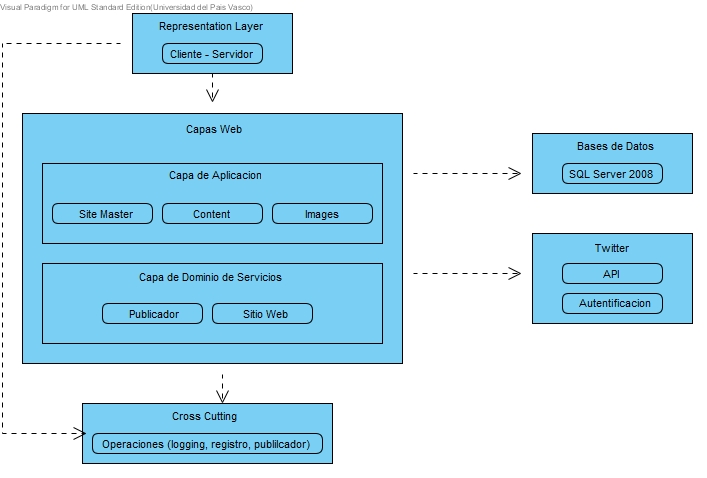 Visual Paradigm for UML Standard Edition(Universidad del Pais Vasco)
Representation Layer
Cliente - Servidor
Capas Web
Capa de Aplicacion
Site Master
Content
Images
Capa de Dominio de Servicios
Publicador
Sitio Web
Bases de Datos
SQL Server 2008
Twitter
API
Autentificacion
Cross Cutting
Operaciones (logging, registro, publilcador)